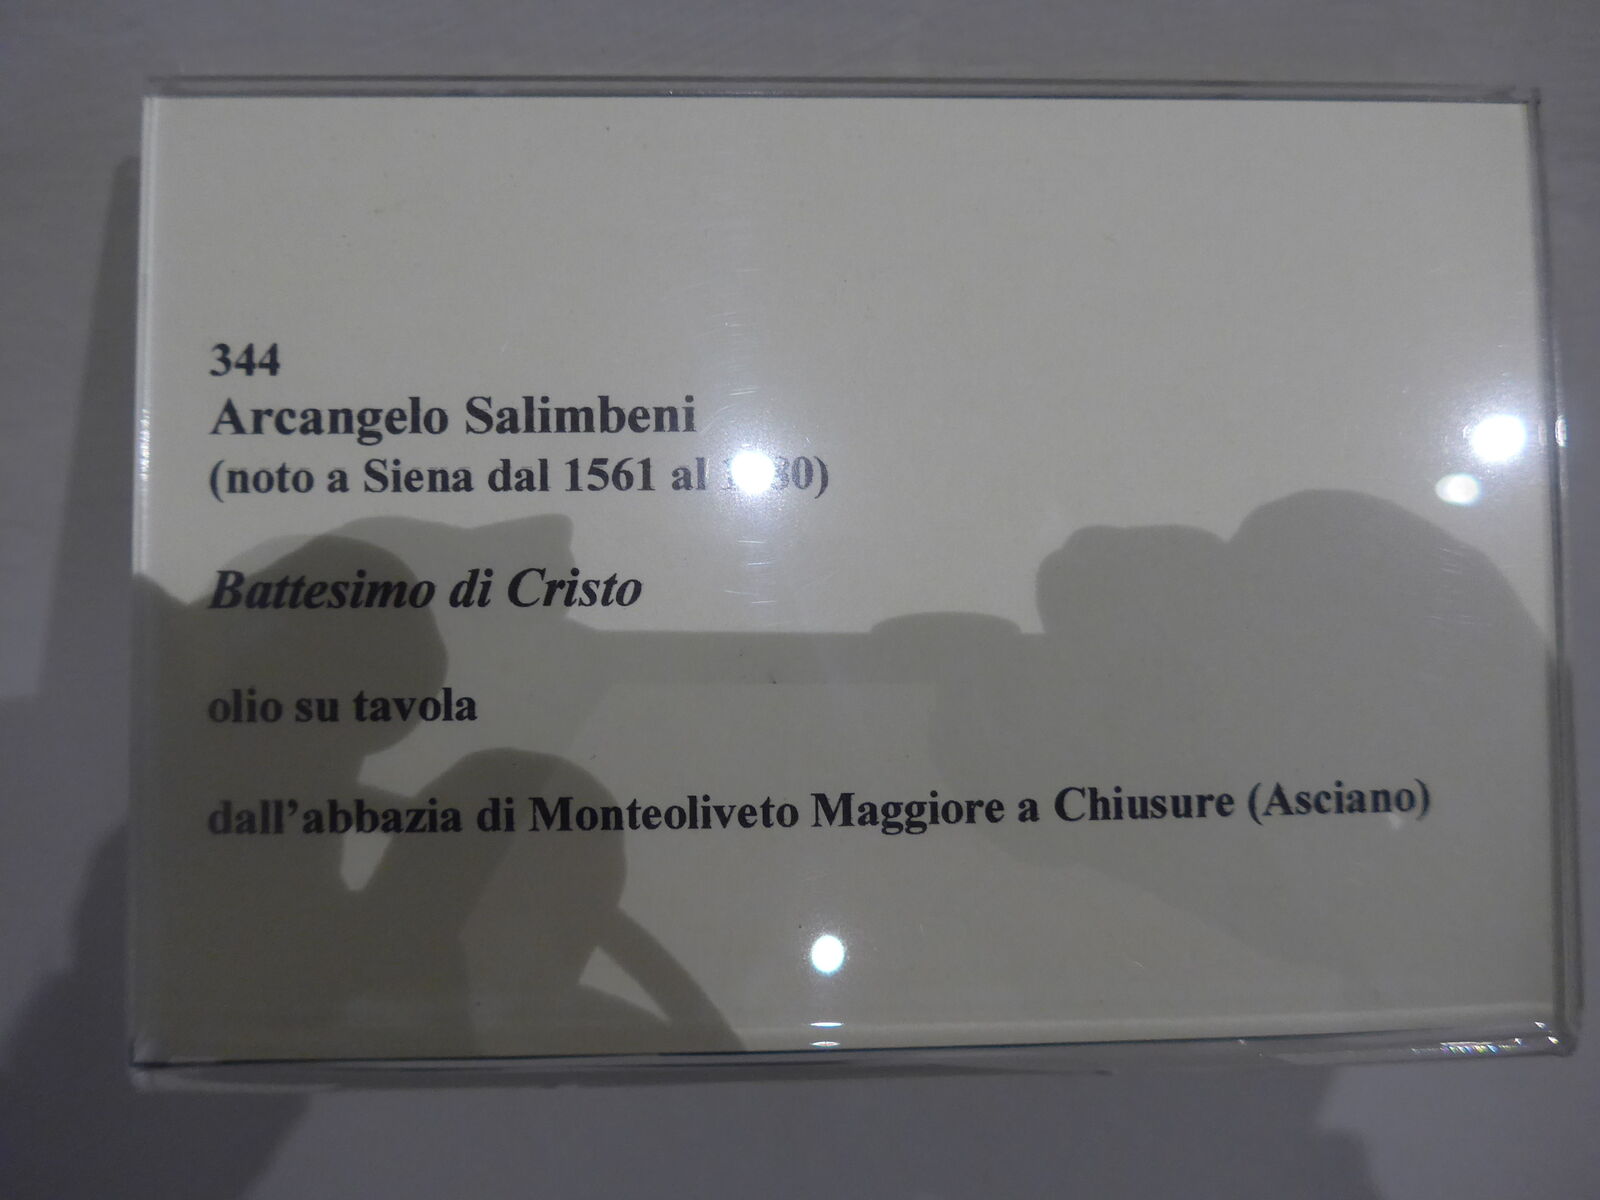 344
Arcangelo Salimbeni
(noto a Siena dal 1561 al
Battesimo di Cristo
olio su tavola
dall’abbazia di Monteoliveto Maggiore a Chiusure (Asciano)